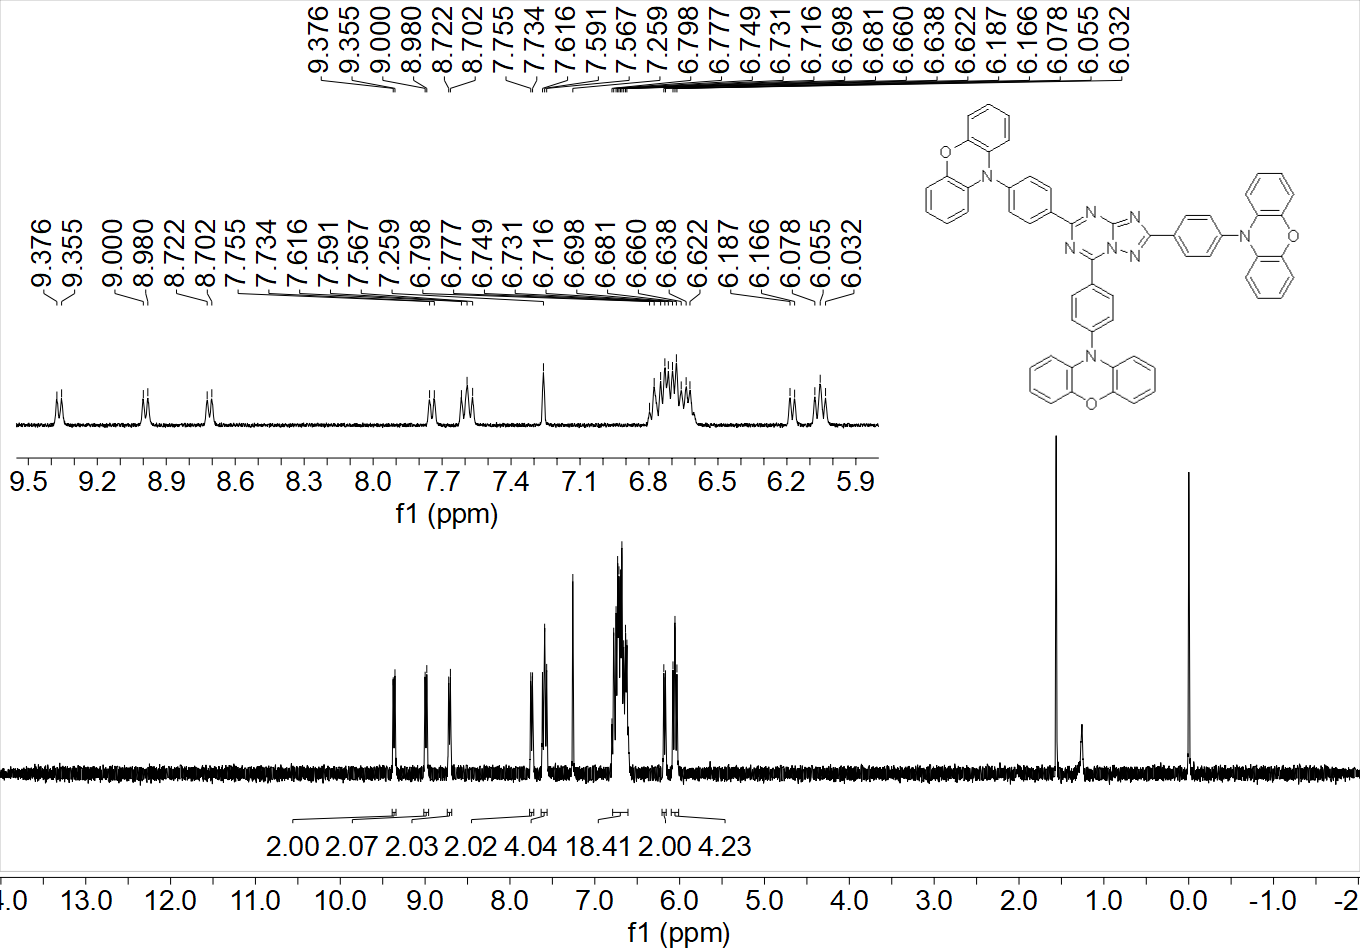 9.376 9.355 9.000 8.980 8.722 8.702 7.755 7.734 7.616 7.591 7.567 7.259 6.798 6.777 6.749 6.731 6.716 6.698 6.681 6.660 6.638 6.622 6.187 6.166 6.078 6.055 6.032
O
N
N N
N N N
N
N O
N
O
9.376 9.355 9.000 8.980 8.722 8.702 7.755 7.734 7.616 7.591 7.567 7.259 6.798 6.777 6.749 6.731 6.716 6.698 6.681 6.660 6.638 6.622 6.187 6.166 6.078 6.055 6.032
9.5 9.2 8.9 8.6 8.3 8.0 7.7 7.4 7.1 6.8 6.5 6.2 5.9
f1 (ppm)
2.00 2.07 2.03 2.02 4.04 18.41 2.00 4.23
4.0 13.0 12.0 11.0 10.0 9.0 8.0 7.0 6.0 5.0 4.0 3.0 2.0 1.0 0.0 -1.0 -2
f1 (ppm)